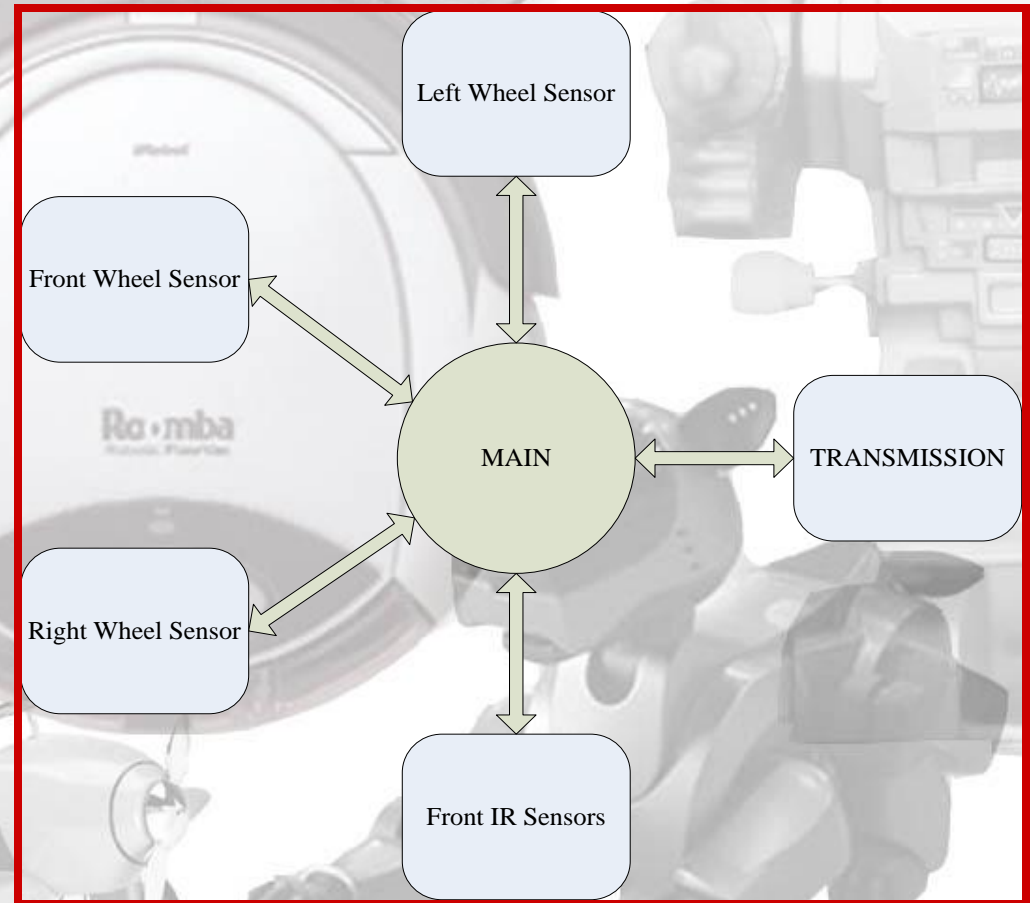 Left Wheel Sensor
Front Wheel Sensor
Roomba
MAIN
TRANSMISSION
Right Wheel Sensor
Front IR Sensors